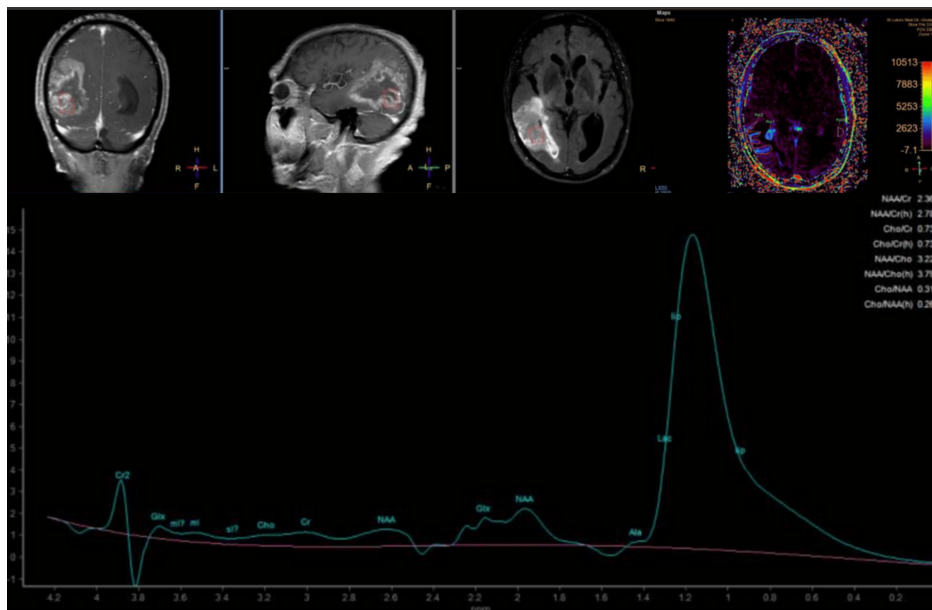 Maps
H
R A L
F
H
A L P
F
R
10513
7883
5253
2623
-7.1
NAA/Cr 2.36
Cho/Cr 0.73
Cho/Cr(h) 0.73
NAA/Cho 3.22
NAA/Cho(h) 3.79
Cho/NAA 0.31
Cho/NAA(h) 0.26
15
14
13
12
11
10
9
8
7
6
5
4
3
2
1
0
-1
Cr2
Glx
mI?
mI
sI?
Cho
Cr
NAA
Glx
NAA
Ala
Lac
lip
lip
4.2 4 3.8 3.6 3.4 3.2 3 2.8 2.6 2.4 2.2 2 1.8 1.6 1.4 1.2 1 0.8 0.6 0.4 0.2
ppm